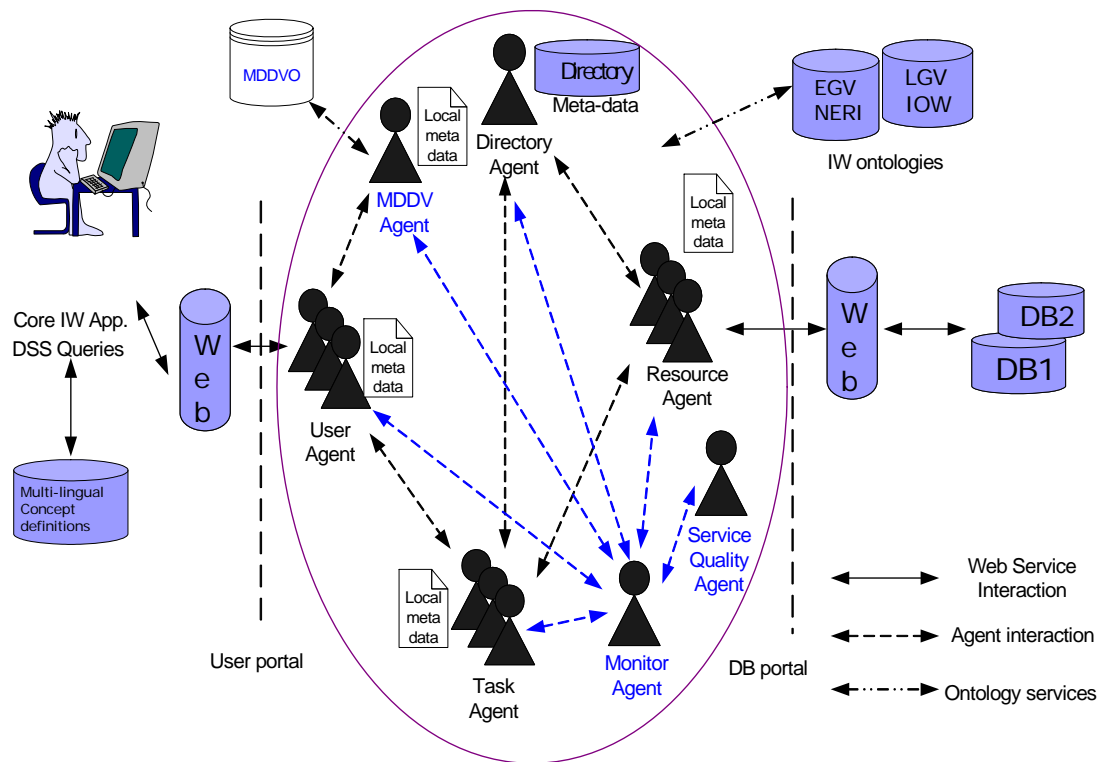 MDDVO
Local
meta
data
Directory
Meta-data
Directory
Agent
EGV
NERI
LGV
IOW
IW ontologies
MDDV
Agent
Local
meta
data
Core IW App.
DSS Queries
Web
Local
meta
data
User
Agent
Resource
Agent
Web
DB2
DB1
Multi-lingual
Concept
definitions
Service
Quality
Agent
Local
meta
data
Task
Agent
Monitor
Agent
User portal
DB portal
Web Service
Interaction
Agent interaction
Ontology services